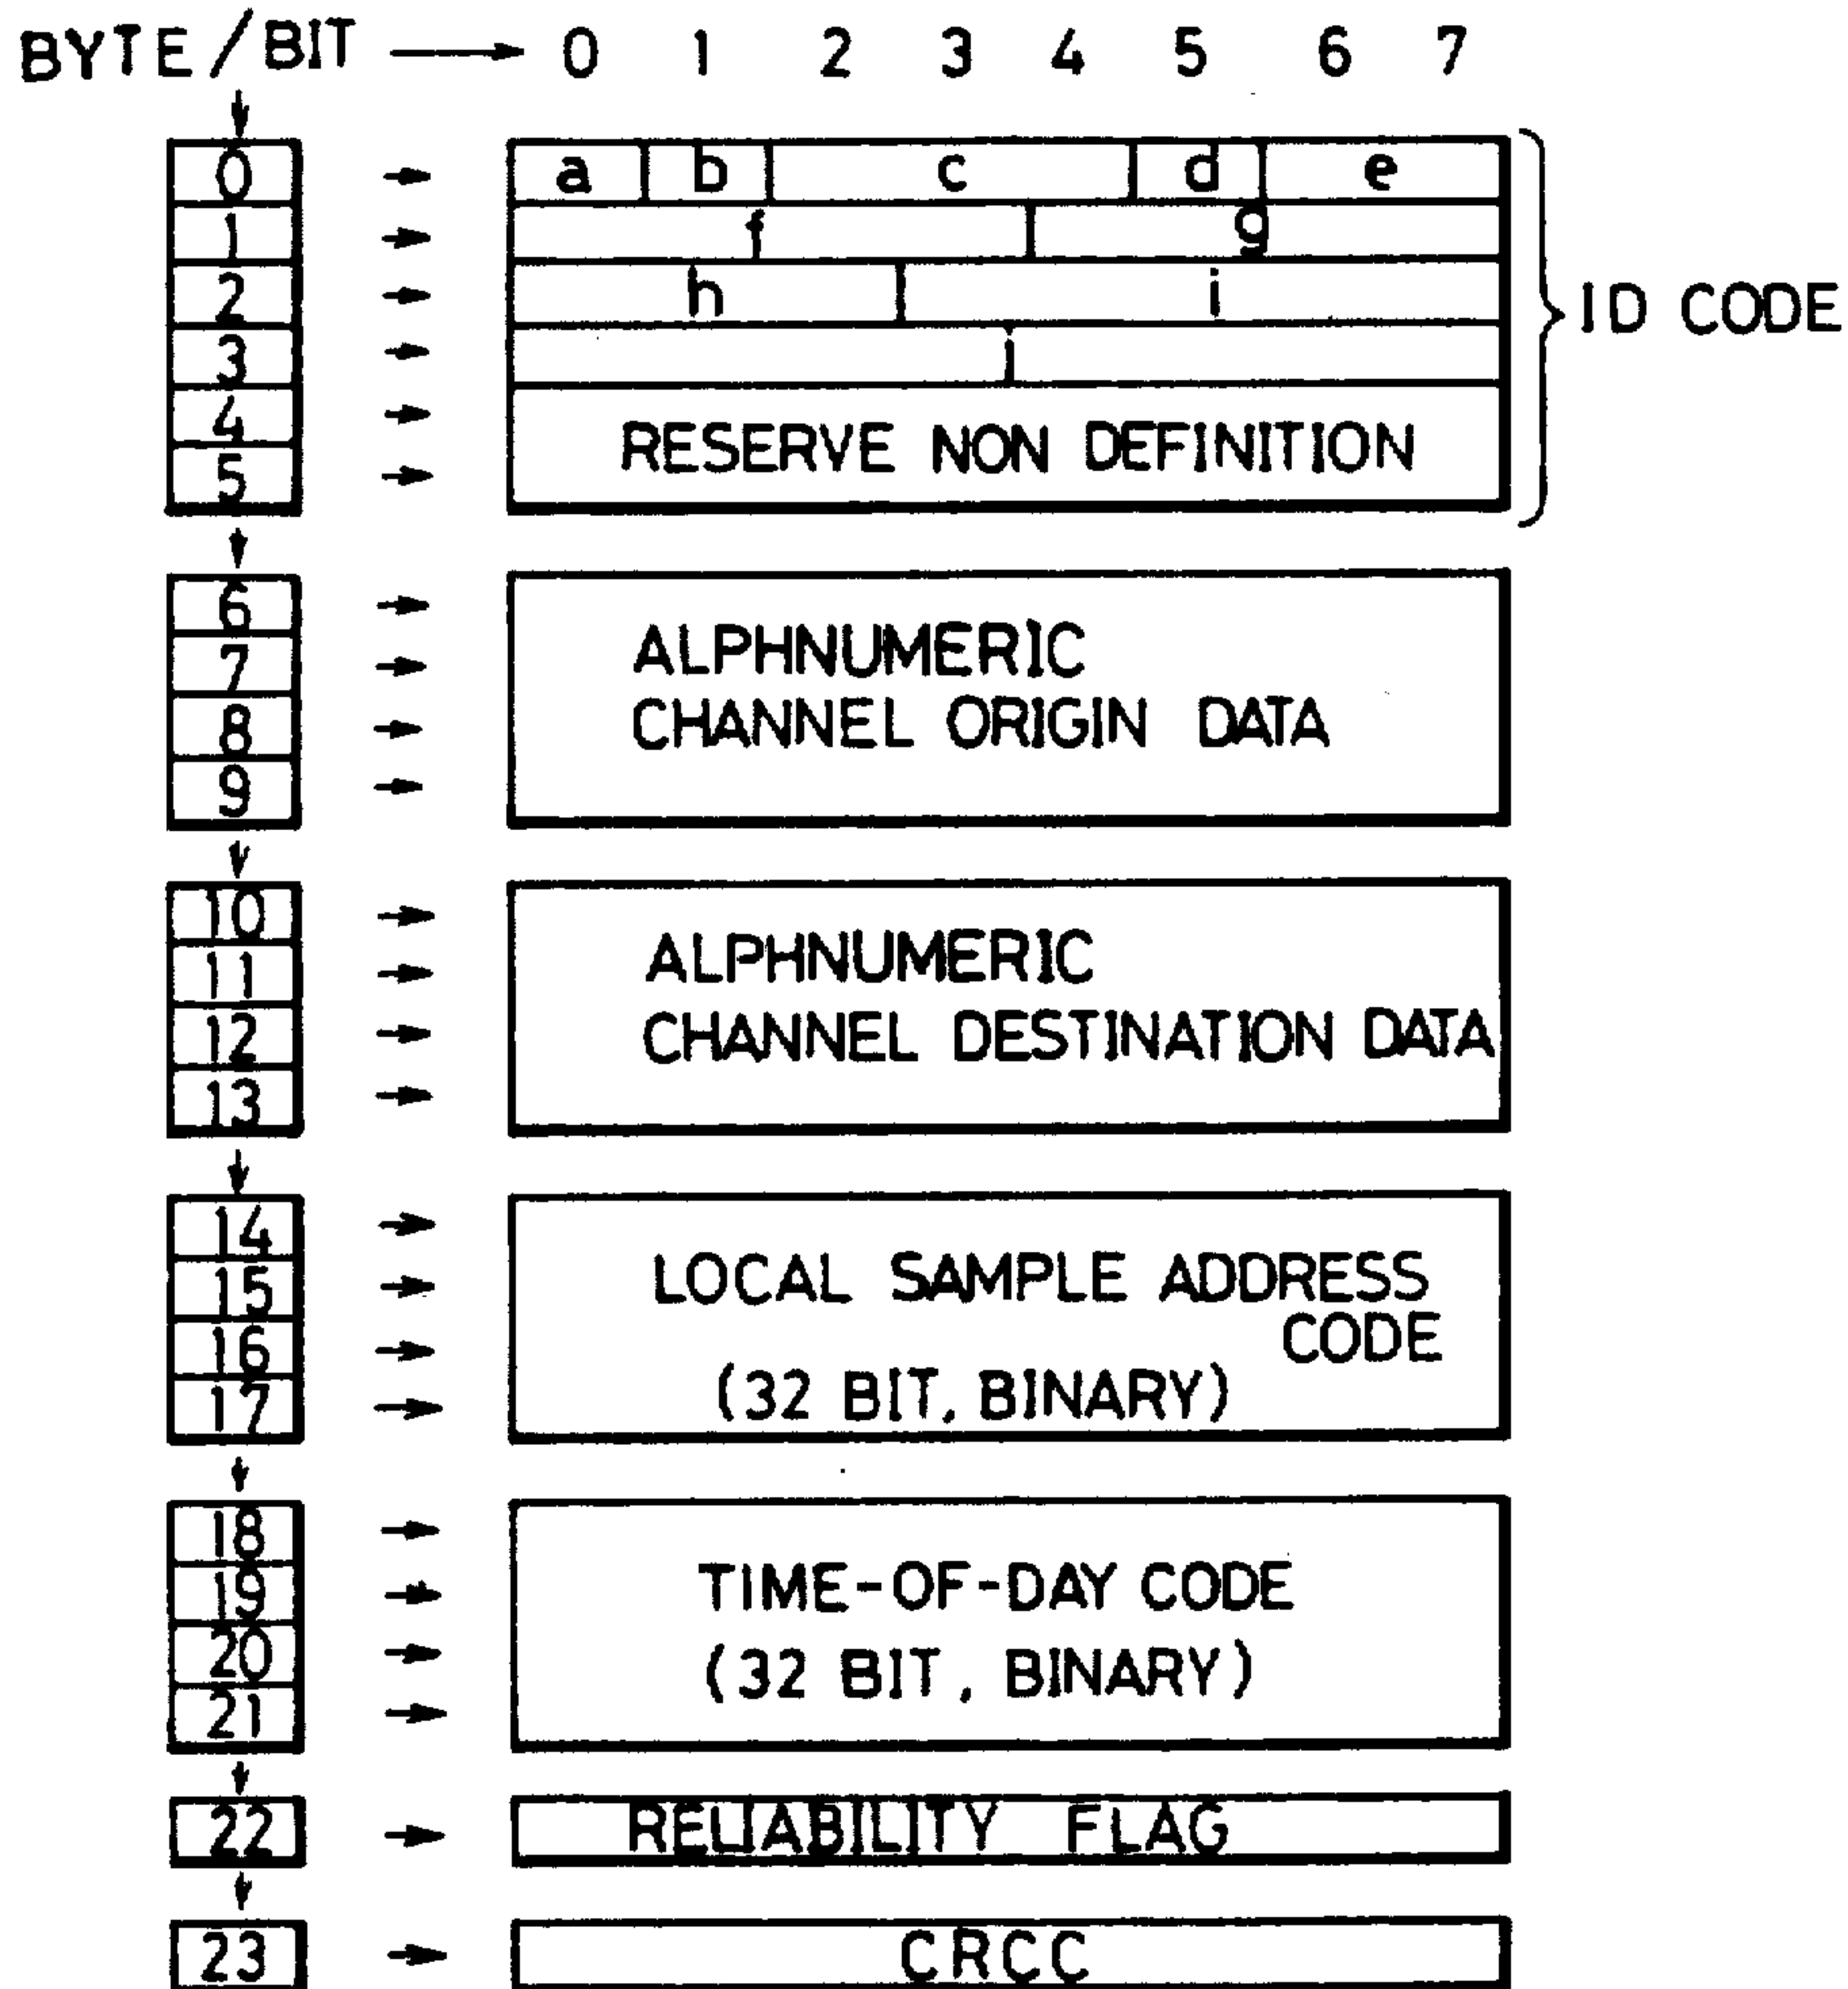 BYTE/BIT 0 1 2 3 4 5 6 7
0 a b c d e
1 f g
2 h i
ID CODE
3 j
4
RESERVE NON DEFINITION
5
6
ALPHNUMERIC
7
CHANNEL ORIGIN DATA
8
9
10
ALPHNUMERIC
11
CHANNEL DESTINATION DATA
12
13
14
LOCAL SAMPLE ADDRESS
15
CODE
16
(32 BIT, BINARY)
17
18
TIME-OF-DAY CODE
19
(32 BIT, BINARY)
20
21
22 RELIABILITY FLAG
23 CRCC